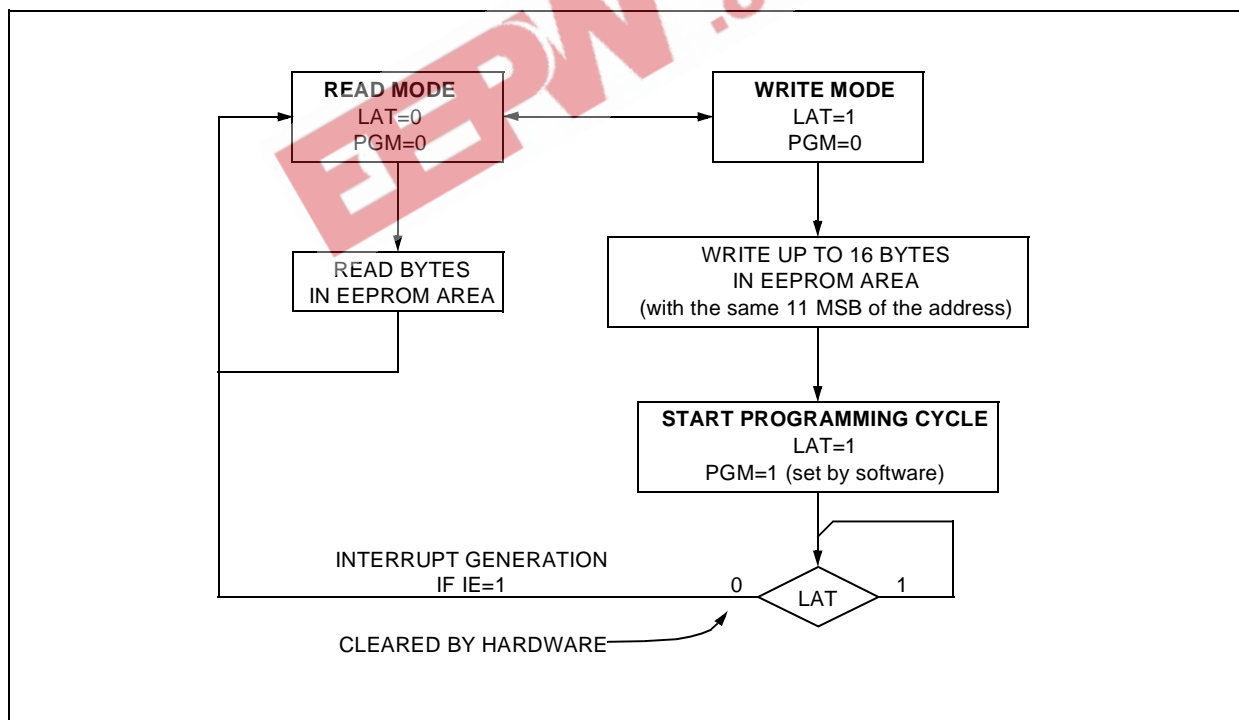 EEPW
READ MODE
LAT=0
PGM=0
WRITE MODE
LAT=1
PGM=0
READ BYTES
IN EEPROM AREA
WRITE UP TO 16 BYTES
IN EEPROM AREA
(with the same 11 MSB of the address)
START PROGRAMMING CYCLE
LAT=1
PGM=1 (set by software)
INTERRUPT GENERATION
IF IE=1
0
LAT
1
CLEARED BY HARDWARE